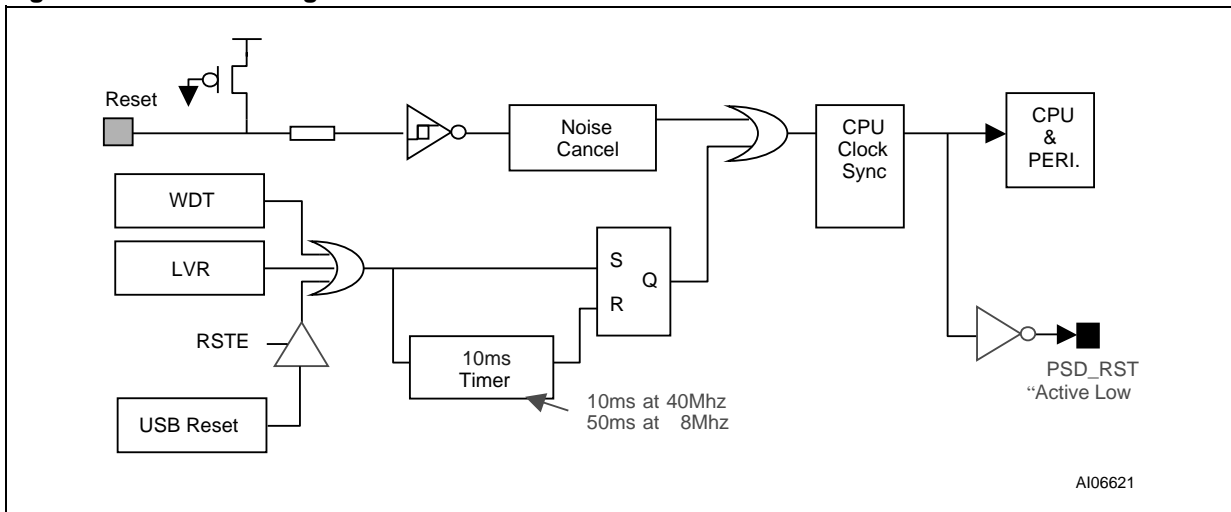 Reset
Noise
Cancel
CPU
Clock
Sync
CPU
&
PERI.
WDT
LVR
RSTE
USB Reset
S
Q
R
10ms
Timer
10ms at 40Mhz
50ms at 8Mhz
PSD_RST
“Active Low
AI06621